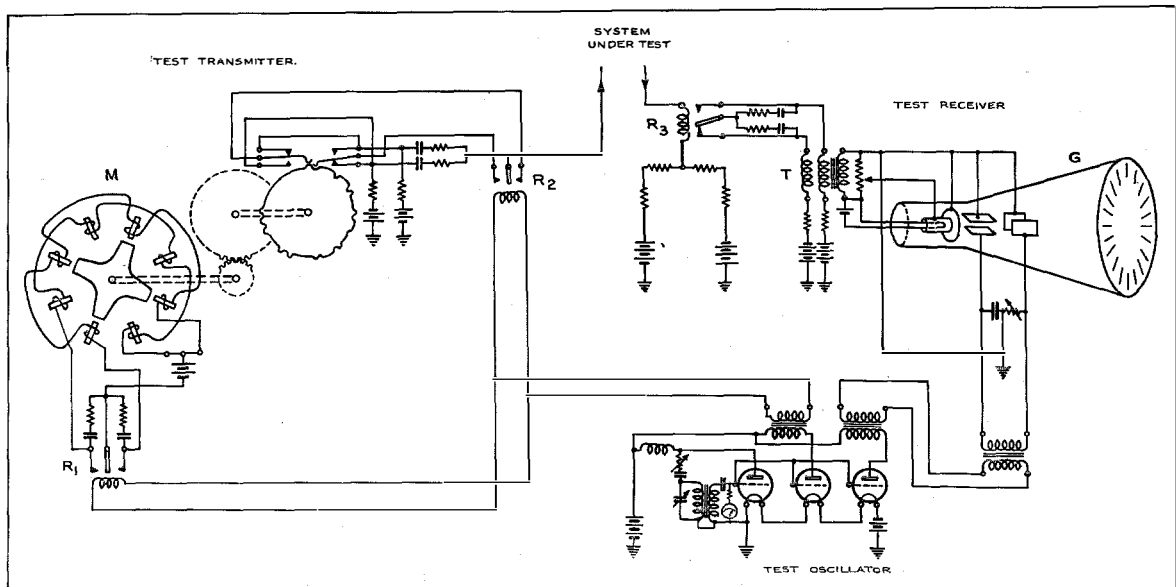 SYSTEM
UNDER TEST
TEST TRANSMITTER.
TEST RECEIVER
R3
M
R2
T
G
R1
TEST OSCILLATOR